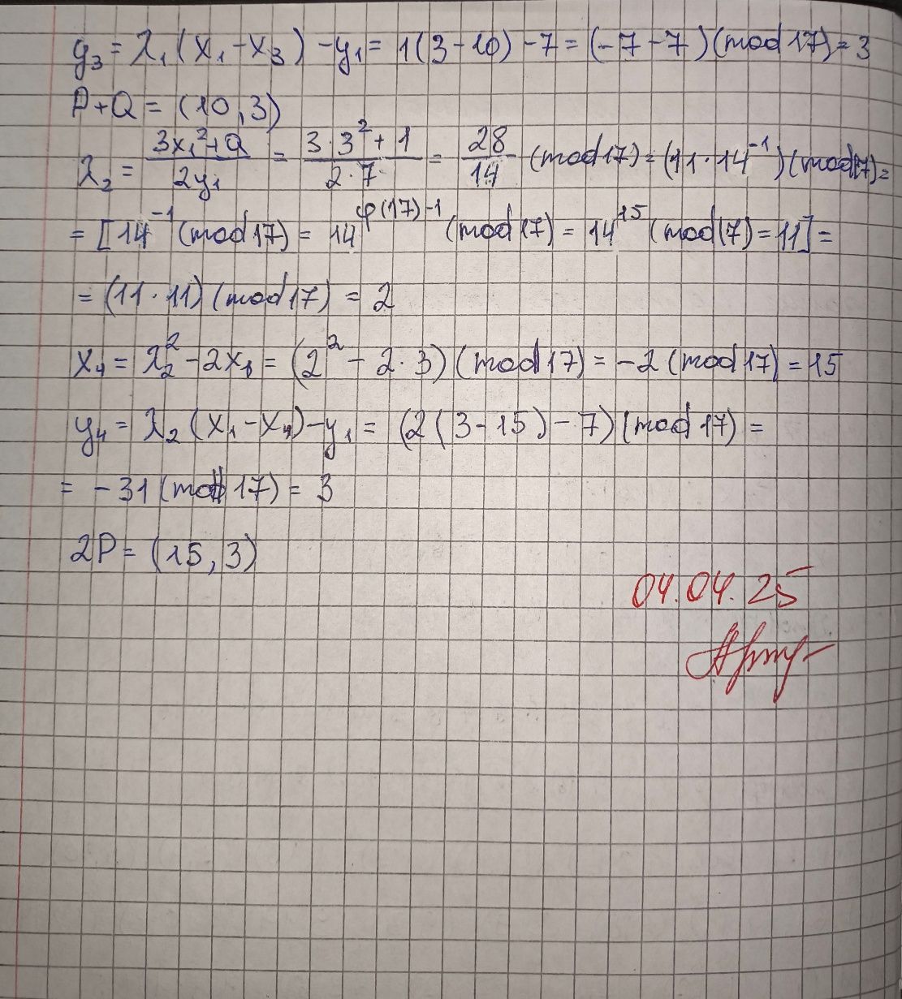 y₃ = λ₁(x₁ - x₃) - y₁ = 1(3-10) - 7 = (-7-7)(mod 17) = 3
P+Q = (10,3)
λ₂ = (3x₁²+a)/(2y₁) = (3·3²+1)/(2·7) = 28/14 (mod 17) = (11·14⁻¹)(mod 17) =
= [14⁻¹(mod 17) = 14^(φ(17)-1) (mod 17) = 14¹⁵ (mod 17) = 11] =
= (11·11)(mod 17) = 2
x₄ = λ₂² - 2x₁ = (2² - 2·3)(mod 17) = -2(mod 17) = 15
y₄ = λ₂(x₁ - x₄) - y₁ = (2(3-15) - 7)(mod 17) =
= -31(mod 17) = 3
2P = (15,3)
04.04.25